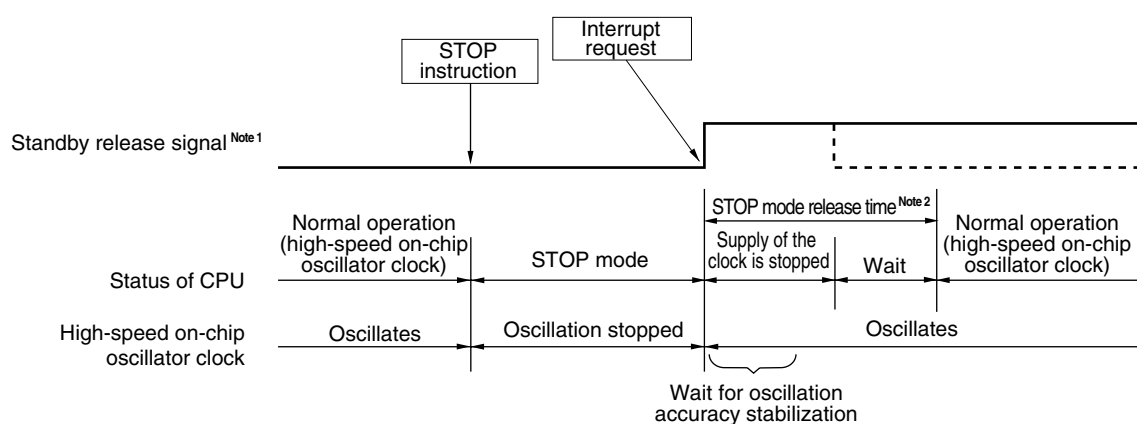 Interrupt
request
STOP
instruction
Standby release signal Note 1
STOP mode release time Note 2
Normal operation
(high-speed on-chip
oscillator clock)
Supply of the
clock is stopped
Normal operation
(high-speed on-chip
oscillator clock)
Status of CPU
STOP mode
Wait
High-speed on-chip
oscillator clock
Oscillates
Oscillation stopped
Oscillates
Wait for oscillation
accuracy stabilization